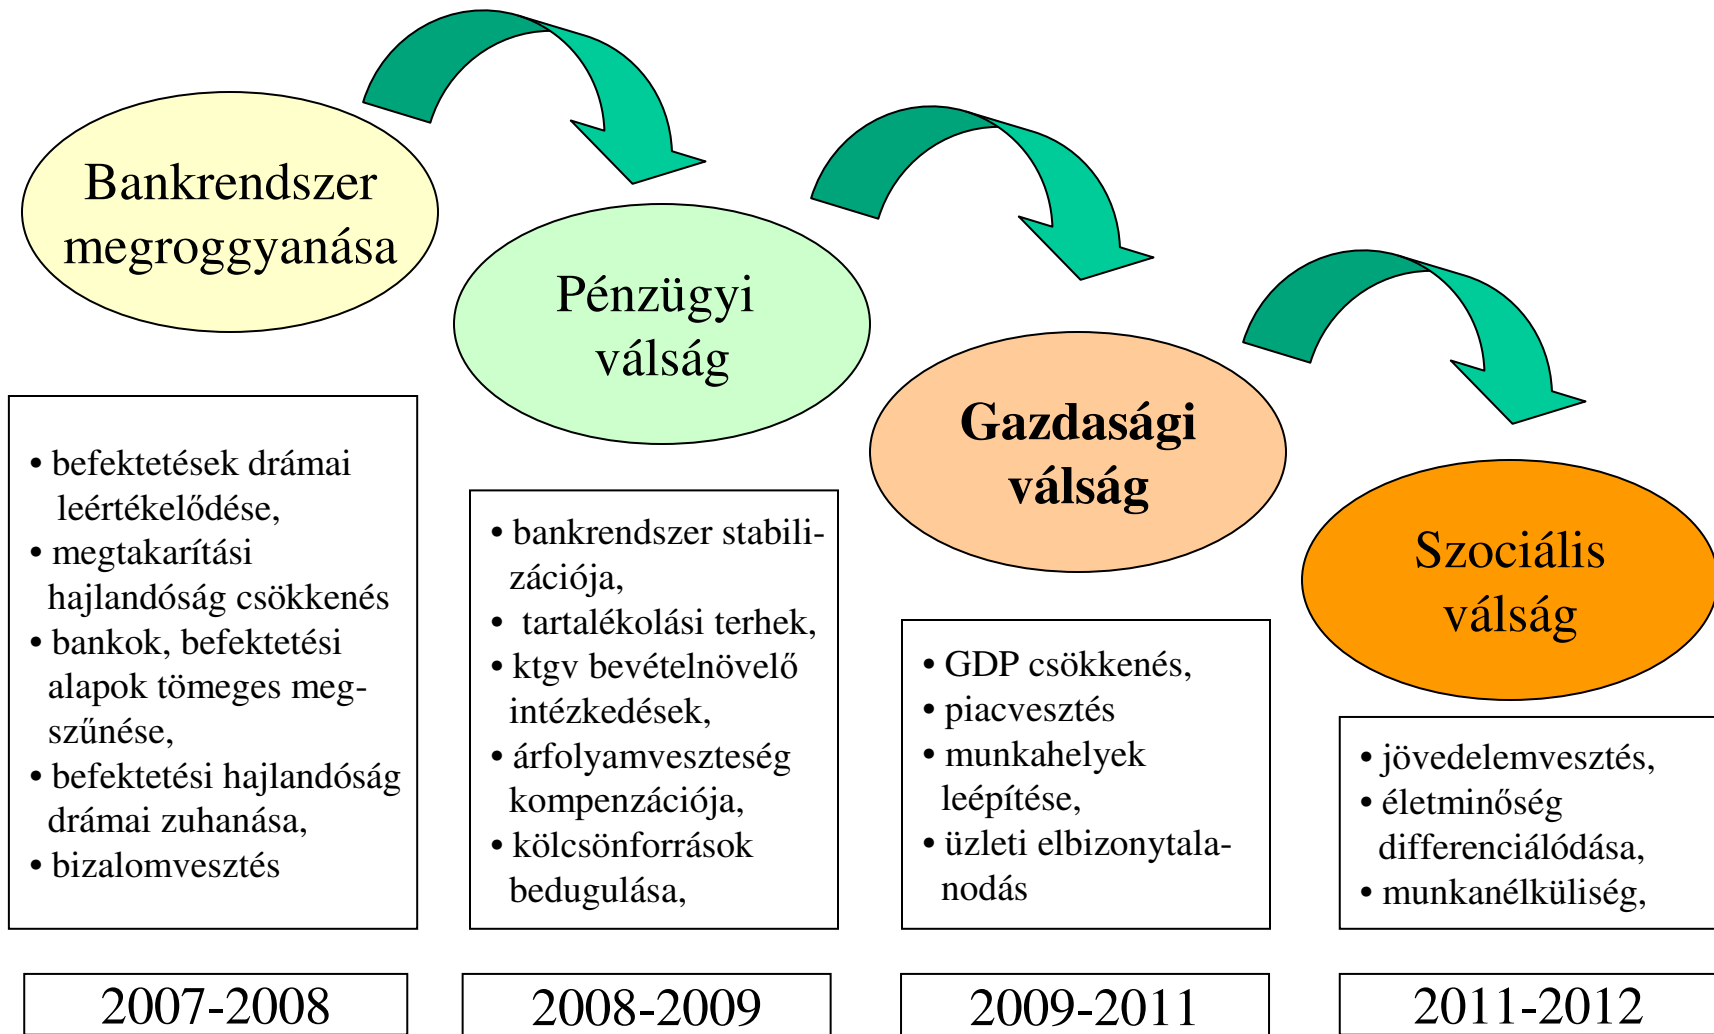 Bankrendszer
megroggyanása
Pénzügyi
válság
Gazdasági
válság
Szociális
válság
• befektetések drámai
leértékelődése,
• megtakarítási
hajlandóság csökkenés
• bankok, befektetési
alapok tömeges meg-
szűnése,
• befektetési hajlandóság
drámai zuhanása,
• bizalomvesztés
• bankrendszer stabili-
zációja,
• tartalékolási terhek,
• ktgv bevételnövelő
intézkedések,
• árfolyamveszteség
kompenzációja,
• kölcsönforrások
bedugulása,
• GDP csökkenés,
• piacvesztés
• munkahelyek
leépítése,
• üzleti elbizonytala-
nodás
• jövedelemvesztés,
• életminőség
differenciálódása,
• munkanélküliség,
2007-2008
2008-2009
2009-2011
2011-2012